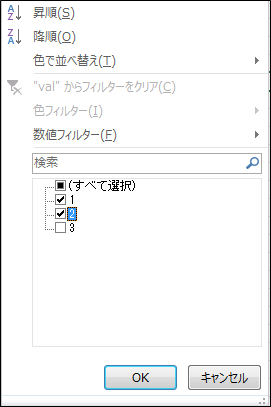 昇順(S)
降順(O)
色で並べ替え(T)
"val" からフィルターをクリア(C)
色フィルター(I)
数値フィルター(F)
検索
(すべて選択)
1
2
3
OK
キャンセル